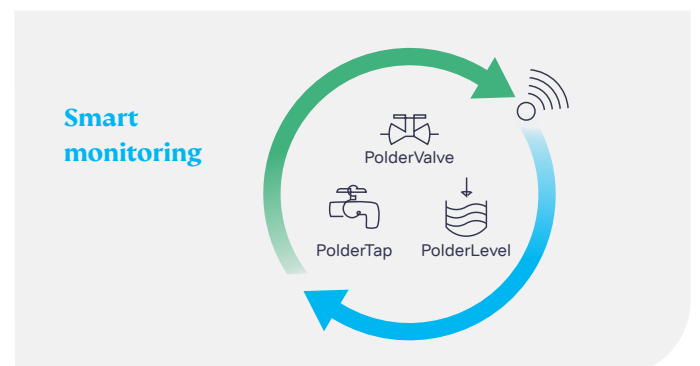 Smart
monitoring
PolderValve
PolderTap
PolderLevel